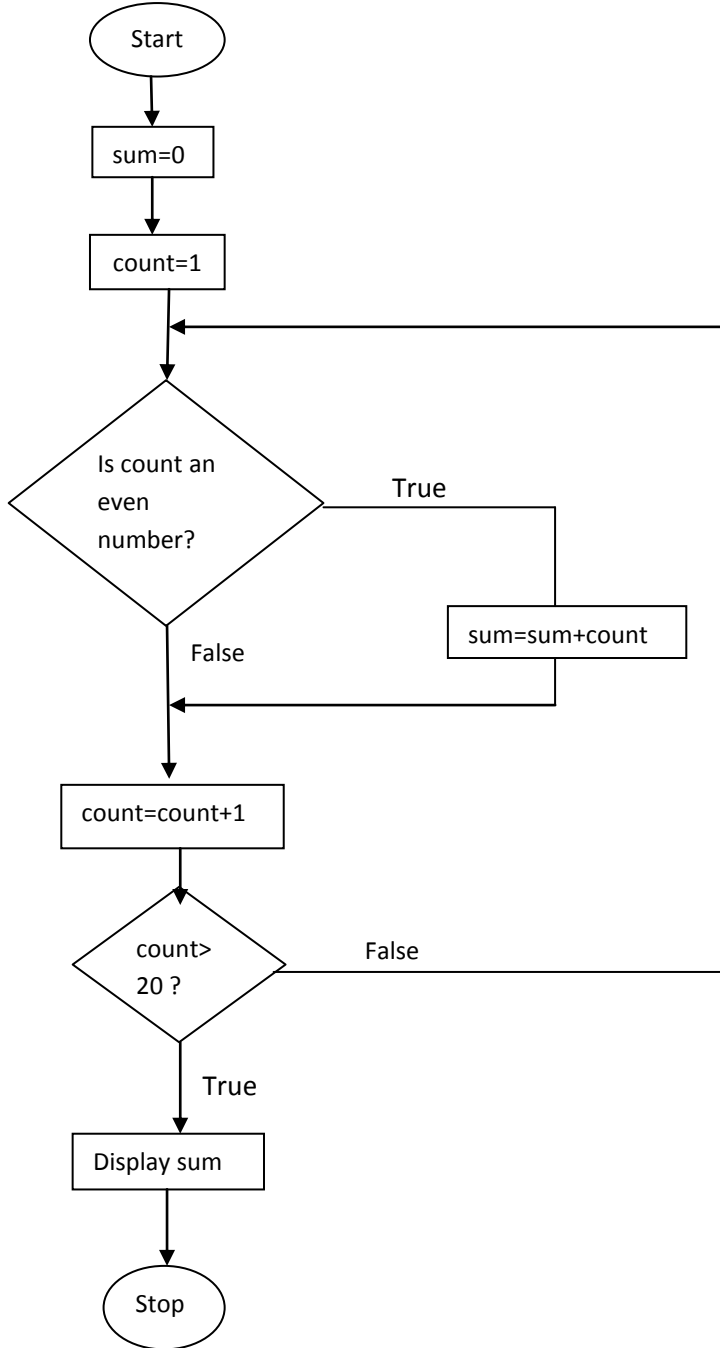 Start
sum=0
count=1
Is count an
even
number?
True
sum=sum+count
False
count=count+1
count>
20 ?
False
True
Display sum
Stop